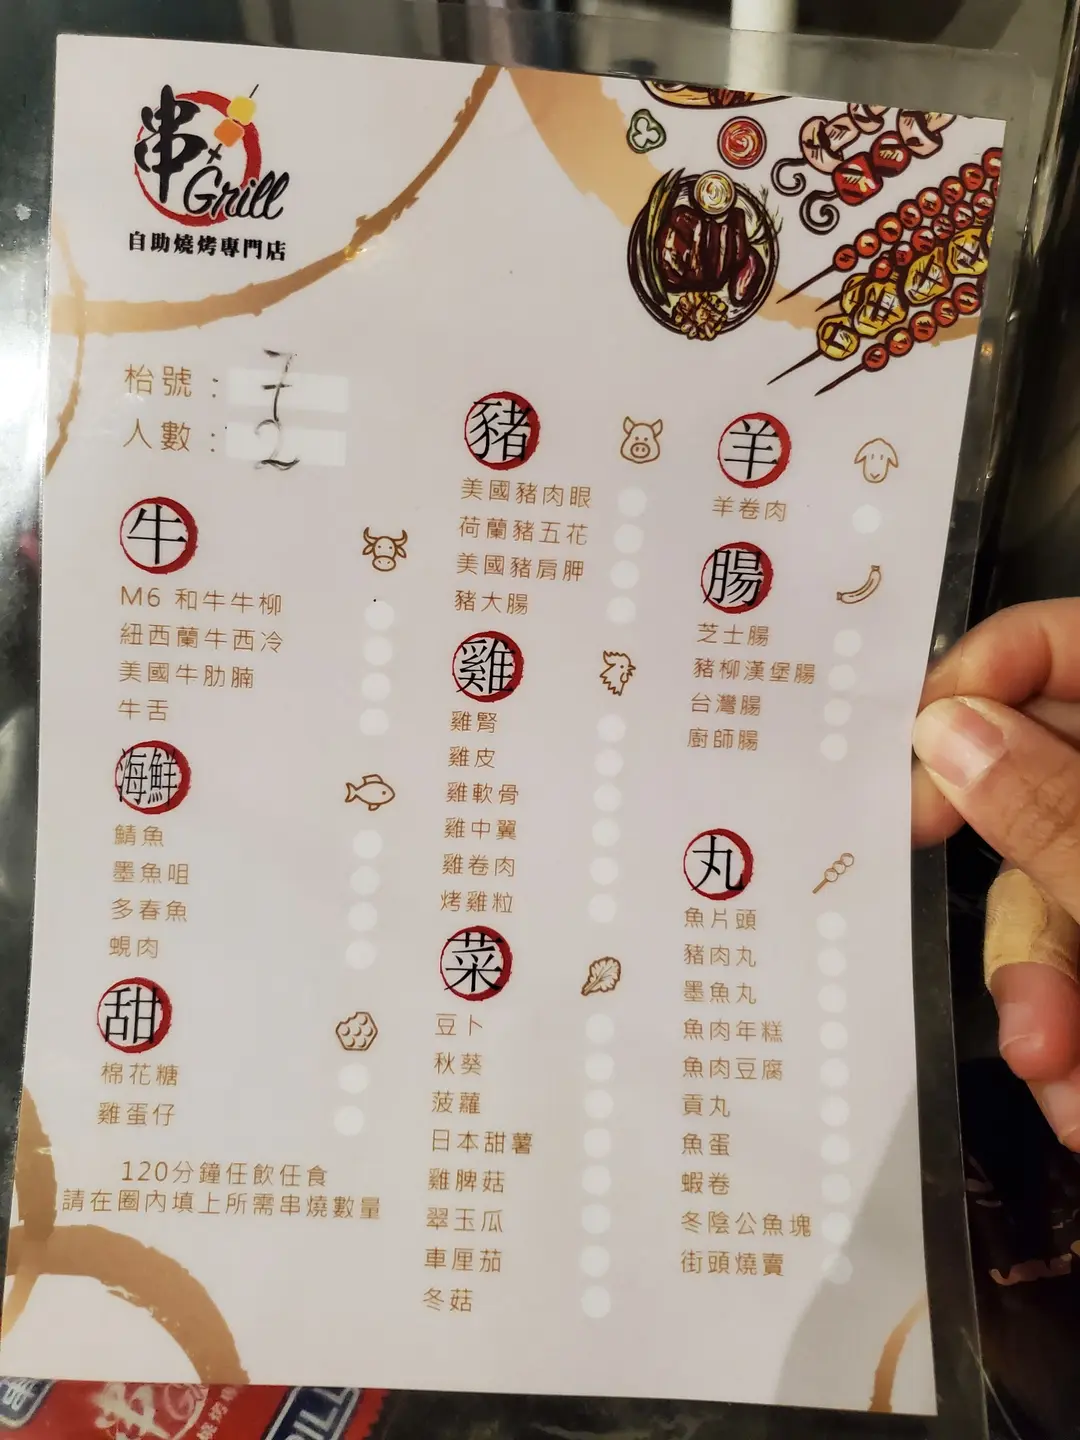 串
× Grill
自助燒烤專門店
枱號： 7
人數： 2
牛
M6 和牛牛柳
紐西蘭牛西冷
美國牛肋腩
牛舌
海鮮
鯖魚
墨魚咀
多春魚
蜆肉
甜
棉花糖
雞蛋仔
120分鐘任飲任食
請在圈內填上所需串燒數量
豬
美國豬肉眼
荷蘭豬五花
美國豬肩胛
豬大腸
雞
雞腎
雞皮
雞軟骨
雞中翼
雞卷肉
烤雞粒
菜
豆卜
秋葵
菠蘿
日本甜薯
雞脾菇
翠玉瓜
車厘茄
冬菇
羊
羊卷肉
腸
芝士腸
豬柳漢堡腸
台灣腸
廚師腸
丸
魚片頭
豬肉丸
墨魚丸
魚肉年糕
魚肉豆腐
貢丸
魚蛋
蝦卷
冬陰公魚塊
街頭燒賣